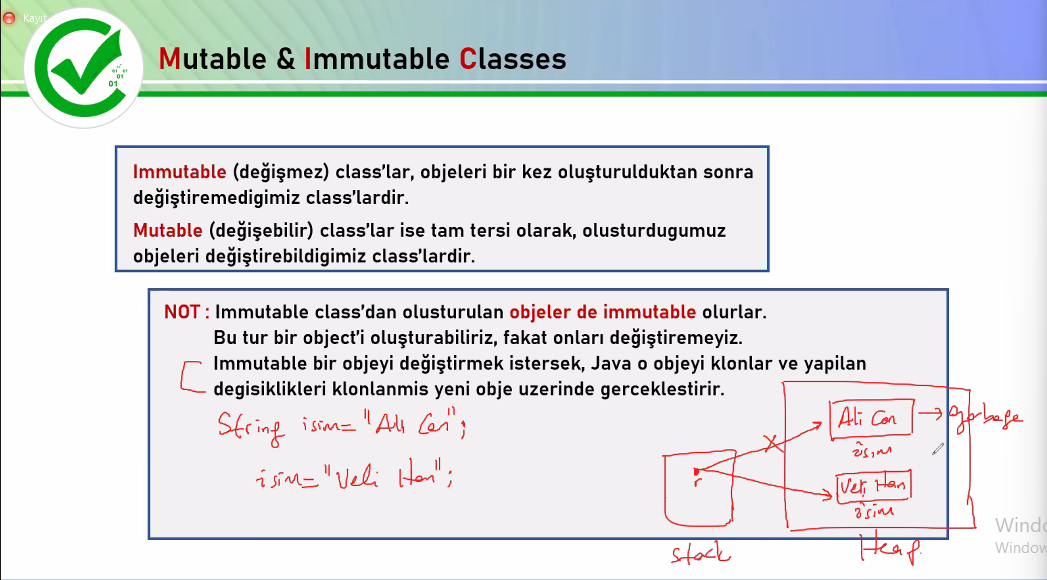 Kayıt
Mutable & Immutable Classes
01 01
01
01
Immutable (değişmez) class’lar, objeleri bir kez oluşturulduktan sonra
değiştiremedigimiz class’lardir.
Mutable (değişebilir) class’lar ise tam tersi olarak, olusturdugumuz
objeleri değiştirebildigimiz class’lardir.
NOT : Immutable class’dan olusturulan objeler de immutable olurlar.
Bu tur bir object’i oluşturabiliriz, fakat onları değiştiremeyiz.
Immutable bir objeyi değiştirmek istersek, Java o objeyi klonlar ve yapilan
degisiklikleri klonlanmis yeni obje uzerinde gerceklestirir.
String isim="Ali Can";
isim="Veli Han";
r
stack
Ali Can
garbage
isim
Veli Han
isim
Heap
Windo
Window